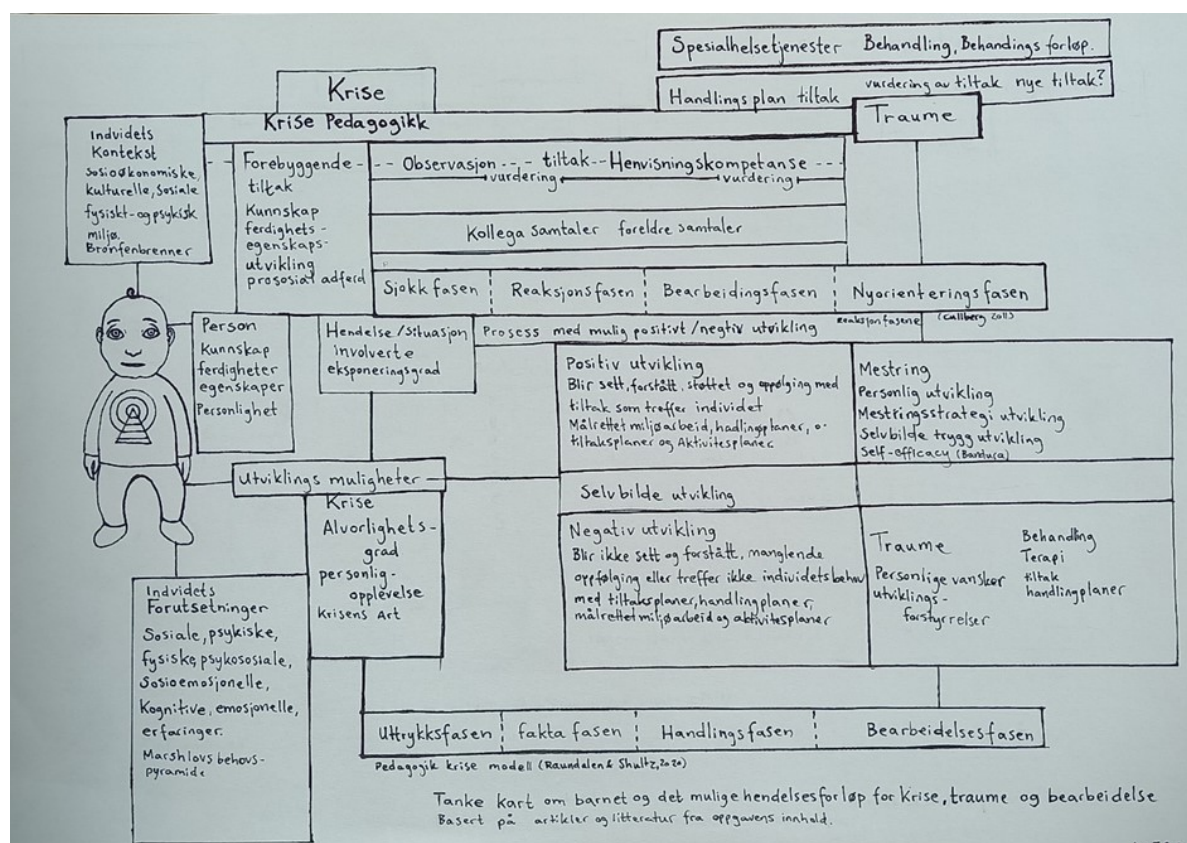 Spesialhelsetjenester Behandling, Behandings forløp.
Handlingsplan tiltak vurdering av tiltak nye tiltak?
Krise
Krise Pedagogikk
Traume
Indvidets
Kontekst
Sosioøkonomiske,
kulturelle, Sosiale
fysiskt- og psykisk
miljø.
Bronfenbrenner
Forebyggende-
tiltak
Kunnskap
ferdighets-
egenskaps-
utvikling
prososial adferd
Observasjon --- tiltak -- Henvisningskompetanse ---
vurdering vurdering
Kollega samtaler foreldre samtaler
Sjokk fasen Reaksjonsfasen Bearbeidingsfasen Nyorienteringsfasen
Reaksjonfasene (Cullberg 2011)
Person
Kunnskap
ferdigheter
egenskaper
Personlighet
Hendelse/Situasjon
involverte
eksponeringsgrad
Prosess med mulig positivt/negtiv utvikling
Positiv utvikling
Blir sett, forstått, støttet og oppølging med
tiltak som treffer individet
Målrettet miljøarbeid, hadlingplaner,
tiltaksplaner og Aktivitesplaner
Mestring
Personlig utvikling
Mestringsstrategi utvikling
Selvbilde trygg utvikling
Self-efficacy (Bandura)
Utviklings muligheter
Selvbilde utvikling
Krise
Alvorlighets-
grad
personlig-
opplevelse
Krisens Art
Negativ utvikling
Blir ikke sett og forstått, manglende
oppfølging eller treffer ikke individets behov
med tiltaksplaner, handlingplaner,
målrettet miljøarbeid og aktivitesplaner
Traume
Personlige vansker
utviklings-
forstyrrelser
Behandling
Terapi
tiltak
handlingplaner
Indvidets
Forutsetninger
Sosiale, psykiske,
fysiske, psykososiale,
Sosioemosjonelle,
Kognitive, emosjonelle,
erfaringer.
Marshlovs behovs-
pyramide
Uttrykksfasen fakta fasen Handlingsfasen Bearbeidelsesfasen
Pedagogik krise modell (Raundalen & Shultz, 2020)
Tanke kart om barnet og det mulige hendelsesforløp for Krise, traume og bearbeidelse
Basert på artikler og litteratur fra oppgavens innhold.